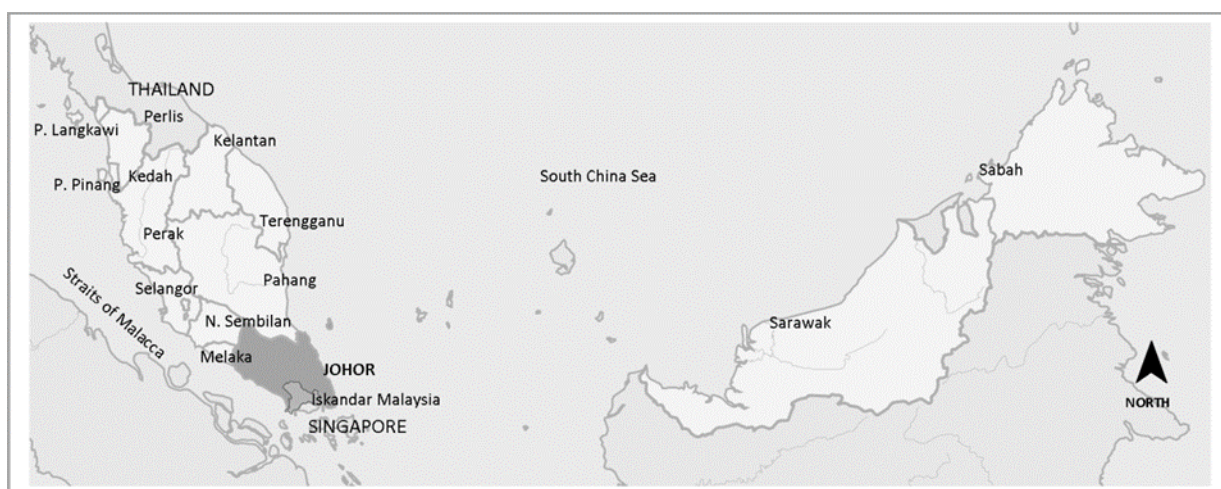 THAILAND
Perlis
P. Langkawi
Kelantan
Kedah
P. Pinang
South China Sea
Sabah
Terengganu
Perak
Pahang
Selangor
Straits of Malacca
N. Sembilan
Sarawak
Melaka
JOHOR
Iskandar Malaysia
SINGAPORE
NORTH